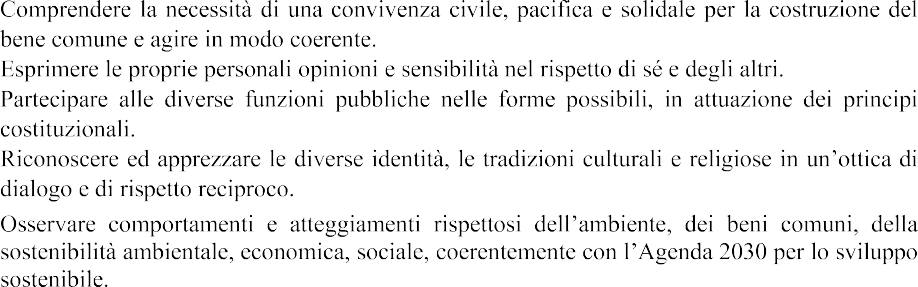 Comprendere la necessità di una convivenza civile, pacifica e solidale per la costruzione del
bene comune e agire in modo coerente.
Esprimere le proprie personali opinioni e sensibilità nel rispetto di sé e degli altri.
Partecipare alle diverse funzioni pubbliche nelle forme possibili, in attuazione dei principi
costituzionali.
Riconoscere ed apprezzare le diverse identità, le tradizioni culturali e religiose in un’ottica di
dialogo e di rispetto reciproco.
Osservare comportamenti e atteggiamenti rispettosi dell’ambiente, dei beni comuni, della
sostenibilità ambientale, economica, sociale, coerentemente con l’Agenda 2030 per lo sviluppo
sostenibile.